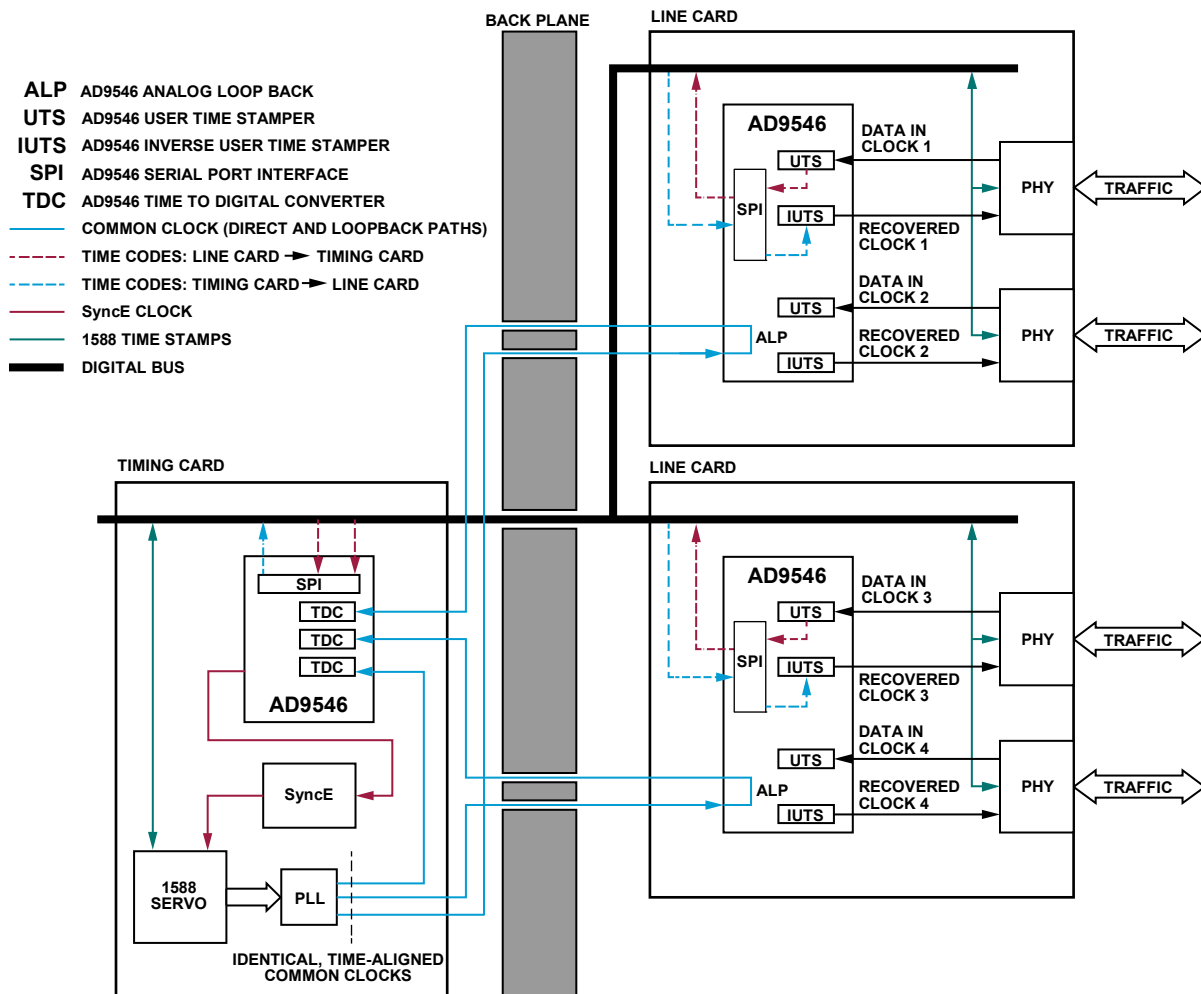 BACK PLANE
LINE CARD
ALP AD9546 ANALOG LOOP BACK
UTS AD9546 USER TIME STAMPER
IUTS AD9546 INVERSE USER TIME STAMPER
SPI AD9546 SERIAL PORT INTERFACE
TDC AD9546 TIME TO DIGITAL CONVERTER
COMMON CLOCK (DIRECT AND LOOPBACK PATHS)
TIME CODES: LINE CARD TIMING CARD
TIME CODES: TIMING CARD LINE CARD
SyncE CLOCK
1588 TIME STAMPS
DIGITAL BUS
AD9546
UTS
SPI
IUTS
DATA IN
CLOCK 1
RECOVERED
CLOCK 1
PHY
TRAFFIC
UTS
ALP
IUTS
DATA IN
CLOCK 2
RECOVERED
CLOCK 2
PHY
TRAFFIC
TIMING CARD
SPI
TDC
TDC
TDC
AD9546
SyncE
1588
SERVO
PLL
IDENTICAL, TIME-ALIGNED
COMMON CLOCKS
LINE CARD
AD9546
UTS
SPI
IUTS
DATA IN
CLOCK 3
RECOVERED
CLOCK 3
PHY
TRAFFIC
UTS
ALP
IUTS
DATA IN
CLOCK 4
RECOVERED
CLOCK 4
PHY
TRAFFIC